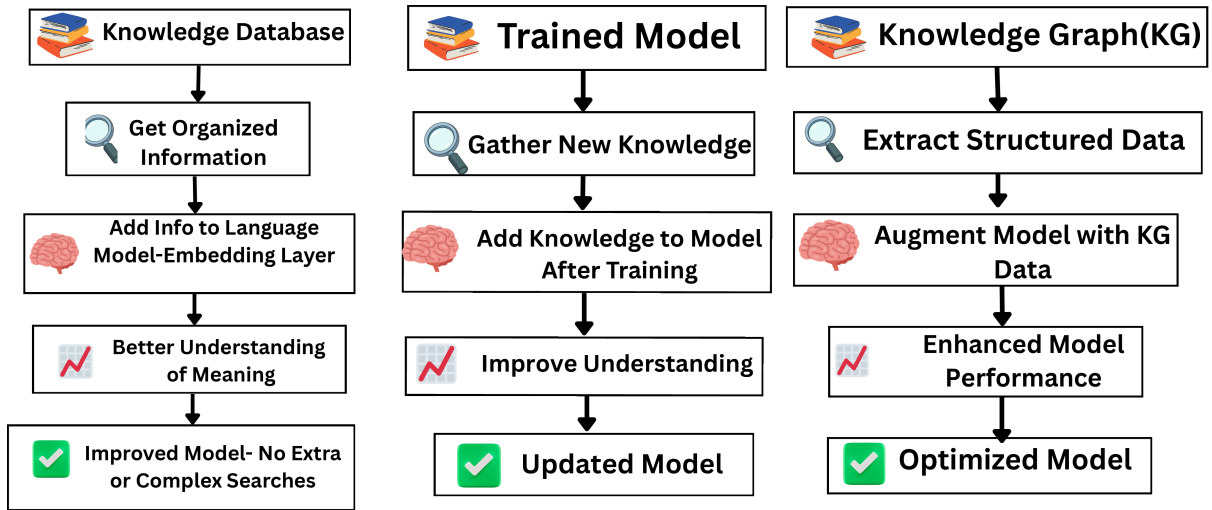 Knowledge Database
Get Organized
Information
Add Info to Language
Model-Embedding Layer
Better Understanding
of Meaning
Improved Model- No Extra
or Complex Searches
Trained Model
Gather New Knowledge
Add Knowledge to Model
After Training
Improve Understanding
Updated Model
Knowledge Graph(KG)
Extract Structured Data
Augment Model with KG
Data
Enhanced Model
Performance
Optimized Model